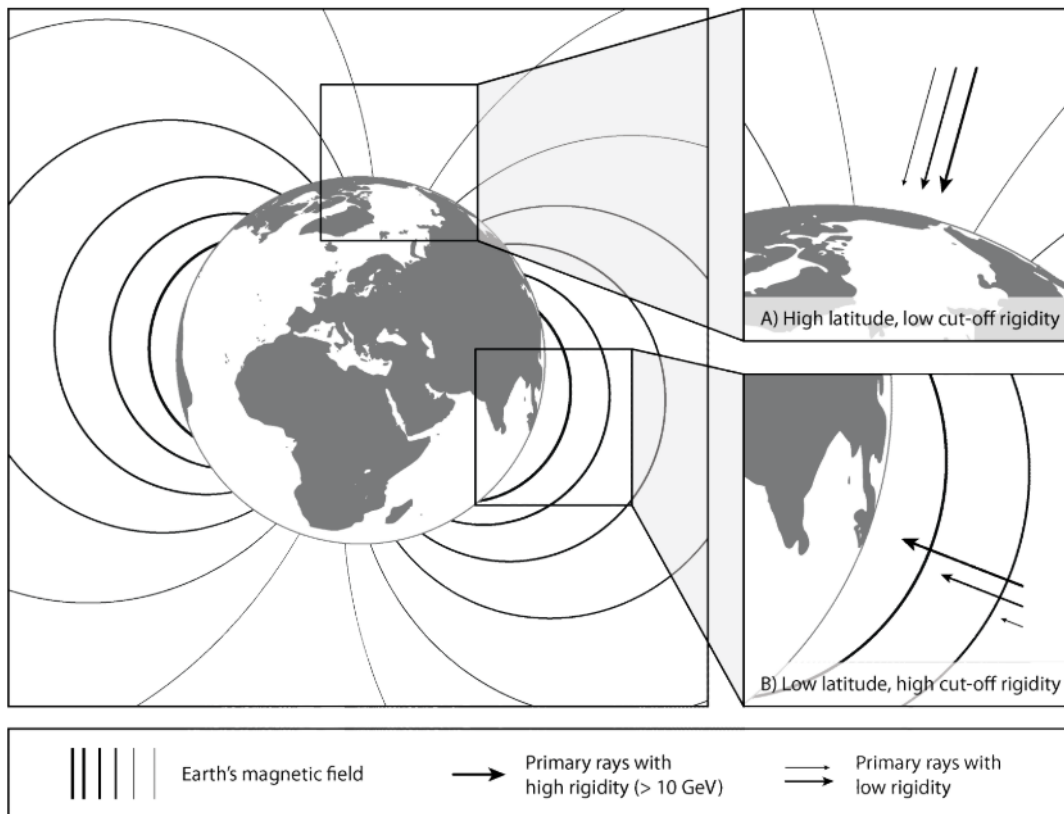 A) High latitude, low cut-off rigidity
B) Low latitude, high cut-off rigidity
Earth's magnetic field
Primary rays with
high rigidity (> 10 GeV)
Primary rays with
low rigidity